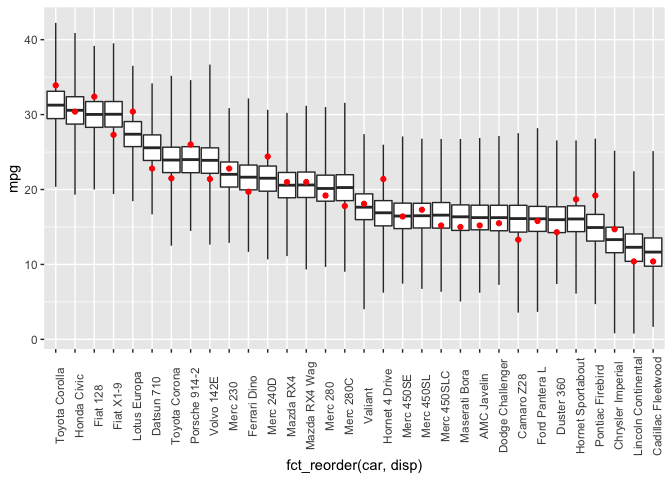 mpg
40
30
20
10
0
Toyota Corolla
Honda Civic
Fiat 128
Fiat X1-9
Lotus Europa
Datsun 710
Toyota Corona
Porsche 914-2
Volvo 142E
Merc 230
Ferrari Dino
Merc 240D
Mazda RX4
Mazda RX4 Wag
Merc 280
Merc 280C
Valiant
Hornet 4 Drive
Merc 450SE
Merc 450SL
Merc 450SLC
Maserati Bora
AMC Javelin
Dodge Challenger
Camaro Z28
Ford Pantera L
Duster 360
Hornet Sportabout
Pontiac Firebird
Chrysler Imperial
Lincoln Continental
Cadillac Fleetwood
fct_reorder(car, disp)